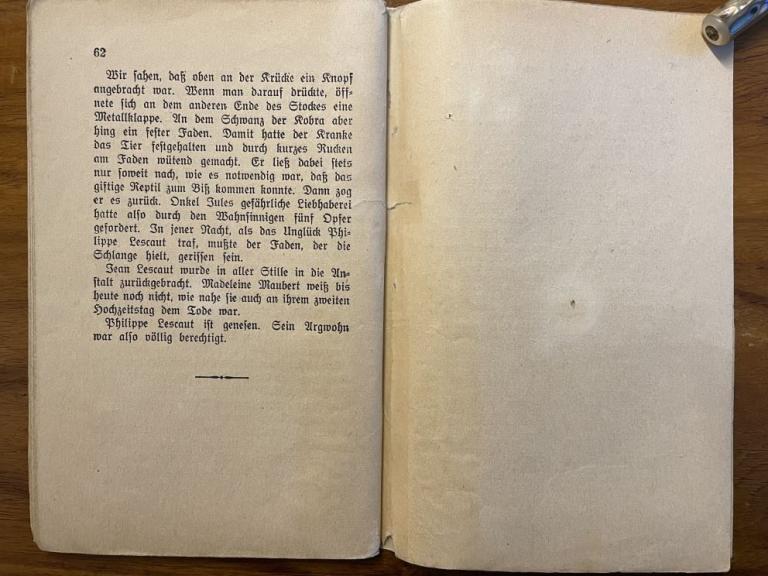 62
Wir sahen, daß oben an der Krücke ein Knopf
angebracht war. Wenn man darauf drückte, öff-
nete sich an dem anderen Ende des Stockes eine
Metallklappe. An dem Schwanz der Kobra aber
hing ein fester Faden. Damit hatte der Kranke
das Tier festgehalten und durch kurzes Rucken
am Faden wütend gemacht. Er ließ dabei stets
nur soweit nach, wie es notwendig war, daß das
giftige Reptil zum Biß kommen konnte. Dann zog
er es zurück. Onkel Jules gefährliche Liebhaberei
hatte also durch den Wahnsinnigen fünf Opfer
gefordert. In jener Nacht, als das Unglück Phi-
lippe Lescaut traf, mußte der Faden, der die
Schlange hielt, gerissen sein.
Jean Lescaut wurde in aller Stille in die An-
stalt zurückgebracht. Madeleine Maubert weiß bis
heute noch nicht, wie nahe sie auch an ihrem zweiten
Hochzeitstag dem Tode war.
Philippe Lescaut ist genesen. Sein Argwohn
war also völlig berechtigt.